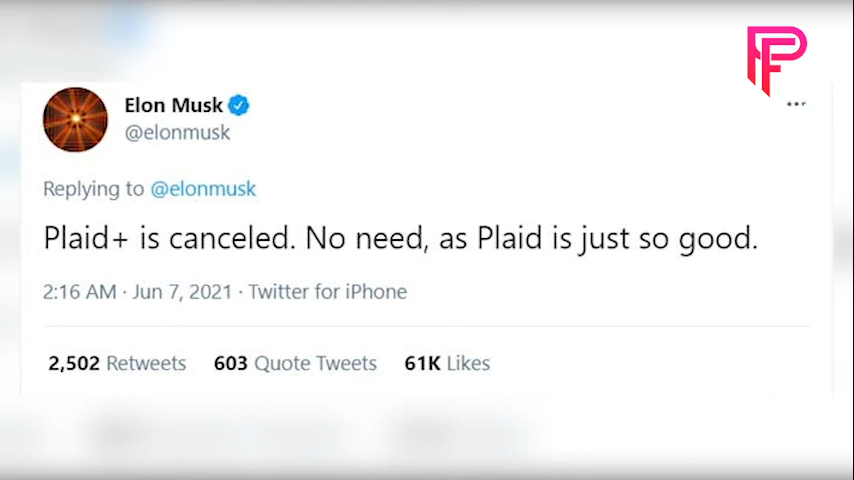 Elon Musk
@elonmusk
Replying to @elonmusk
Plaid+ is canceled. No need, as Plaid is just so good.
2:16 AM · Jun 7, 2021 · Twitter for iPhone
2,502 Retweets 603 Quote Tweets 61K Likes